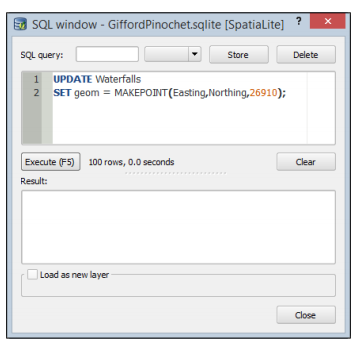 SQL window - GiffordPinochet.sqlite [SpatiaLite] ? ×
SQL query: Store Delete
1 UPDATE Waterfalls
2 SET geom = MAKEPOINT(Easting,Northing,26910);
Execute (F5) 100 rows, 0.0 seconds Clear
Result:
Load as new layer
Close